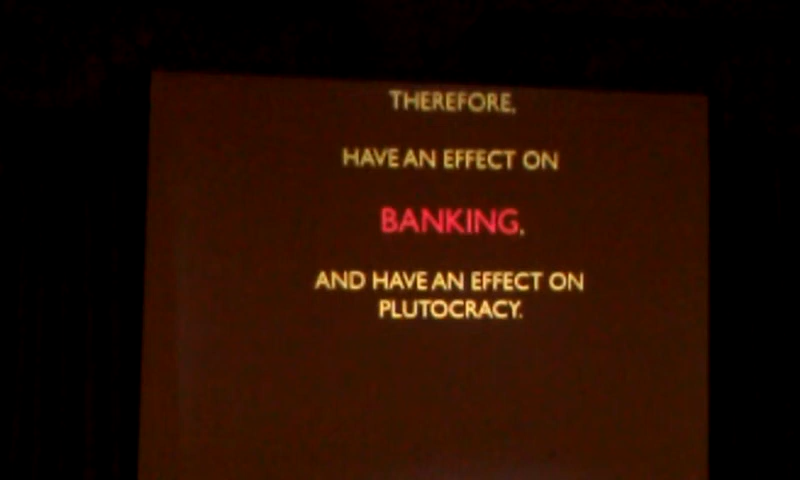 THEREFORE,
HAVE AN EFFECT ON
BANKING,
AND HAVE AN EFFECT ON
PLUTOCRACY.